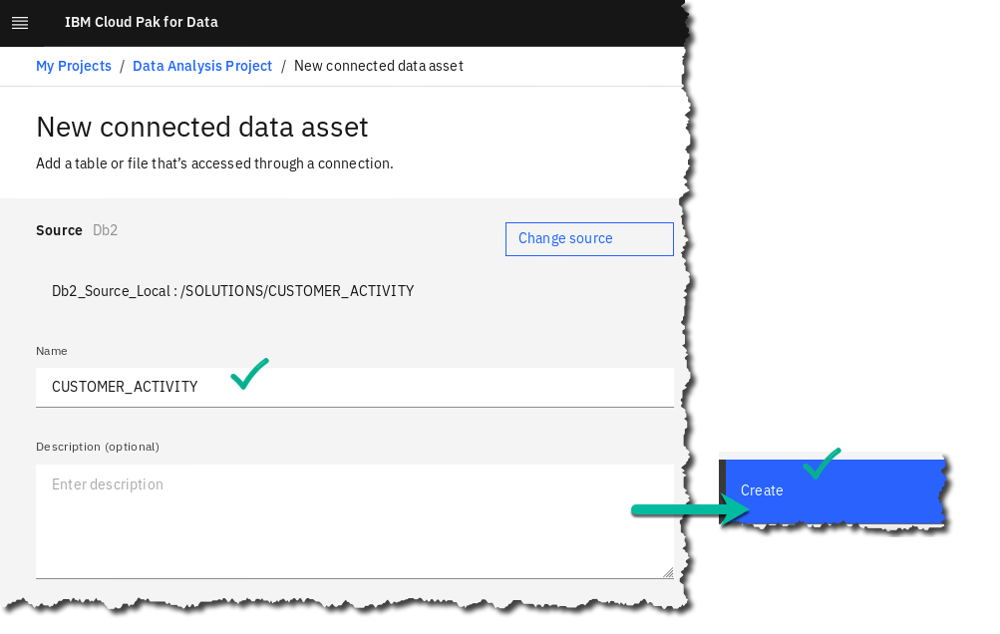 IBM Cloud Pak for Data
My Projects / Data Analysis Project / New connected data asset
New connected data asset
Add a table or file that’s accessed through a connection.
Source Db2
Change source
Db2_Source_Local : /SOLUTIONS/CUSTOMER_ACTIVITY
Name
CUSTOMER_ACTIVITY
Description (optional)
Enter description
Create